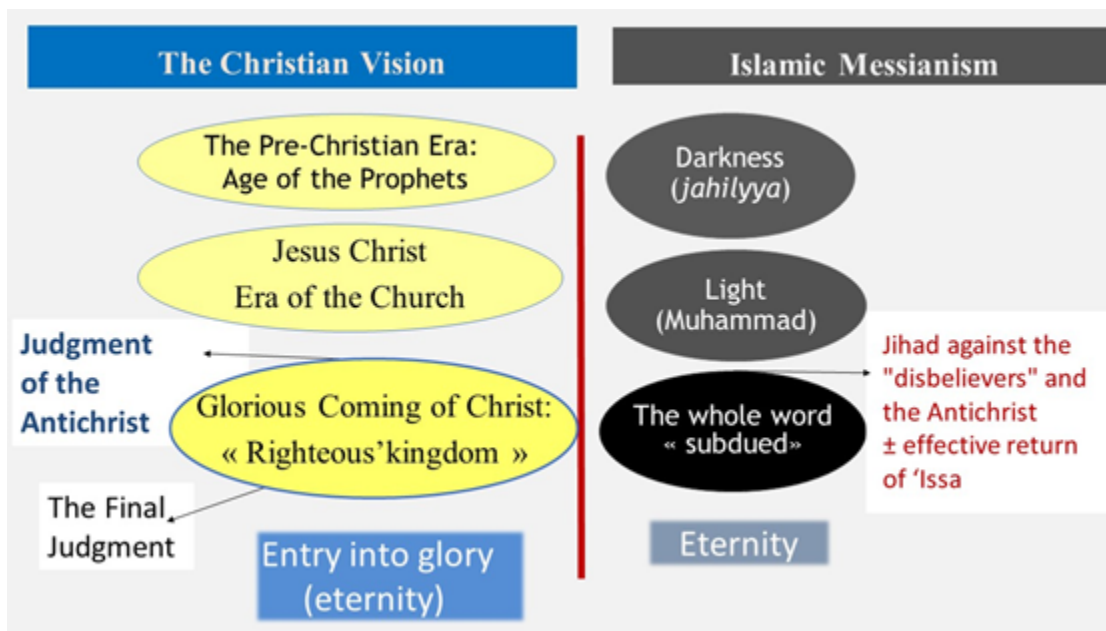 The Christian Vision
The Pre-Christian Era:
Age of the Prophets
Jesus Christ
Era of the Church
Judgment
of the
Antichrist
Glorious Coming of Christ:
« Righteous'kingdom »
The Final
Judgment
Entry into glory
(eternity)
Islamic Messianism
Darkness
(jahilyya)
Light
(Muhammad)
Jihad against the
"disbelievers" and
the Antichrist
± effective return
of ‘Issa
The whole word
« subdued»
Eternity